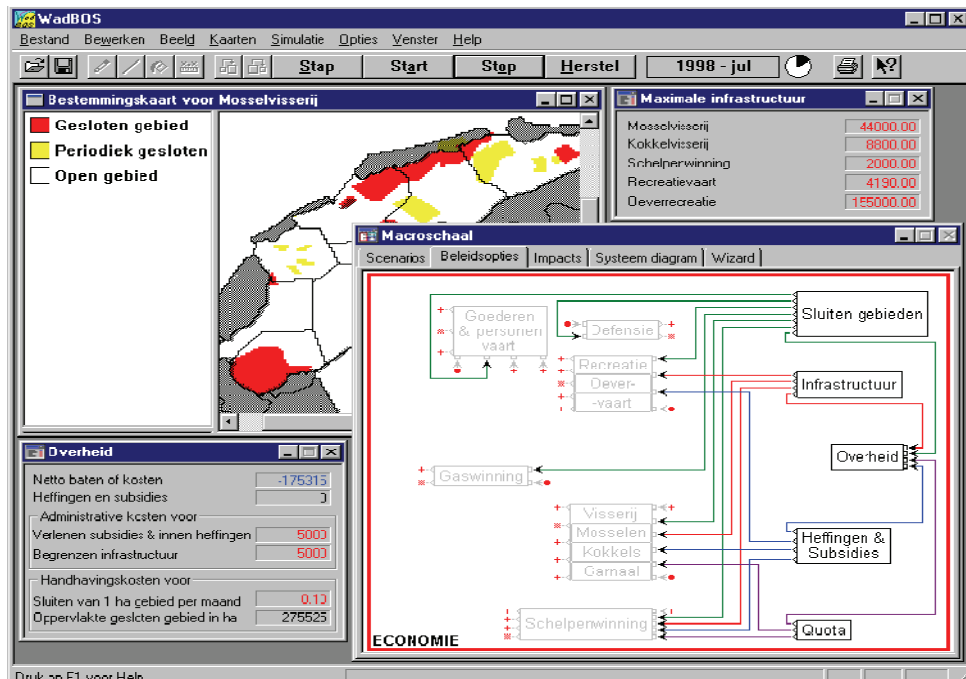 WadBOS
Bestand Bewerken Beeld Kaarten Simulatie Opties Venster Help
Stap Start Stop Herstel 1998 - jul
Bestemmingskaart voor Mosselvisserij
Gesloten gebied
Periodiek gesloten
Open gebied
Maximale infrastructuur
Mosselvisserij 44000.00
Kokkelvisserij 8800.00
Schelpenwinning 2000.00
Recreatievaart 4190.00
Oeverrecreatie 155000.00
Macroschaal
Scenarios Beleidsopties Impacts Systeem diagram Wizard
Goederen
& personen
vaart
Defensie
Recreatie
Oever-
-vaart
Gaswinning
Visserij
Mosselen
Kokkels
Garnaal
Schelpenwinning
Sluiten gebieden
Infrastructuur
Overheid
Heffingen &
Subsidies
Quota
ECONOMIE
Overheid
Netto baten of kosten -175315
Heffingen en subsidies 0
Administrative kosten voor
Verlenen subsidies & innen heffingen 5000
Begrenzen infrastructuur 5000
Handhavingskosten voor
Sluiten van 1 ha gebied per maand 0.10
Oppervlakte gesloten gebied in ha 275525
Druk op F1 voor Help